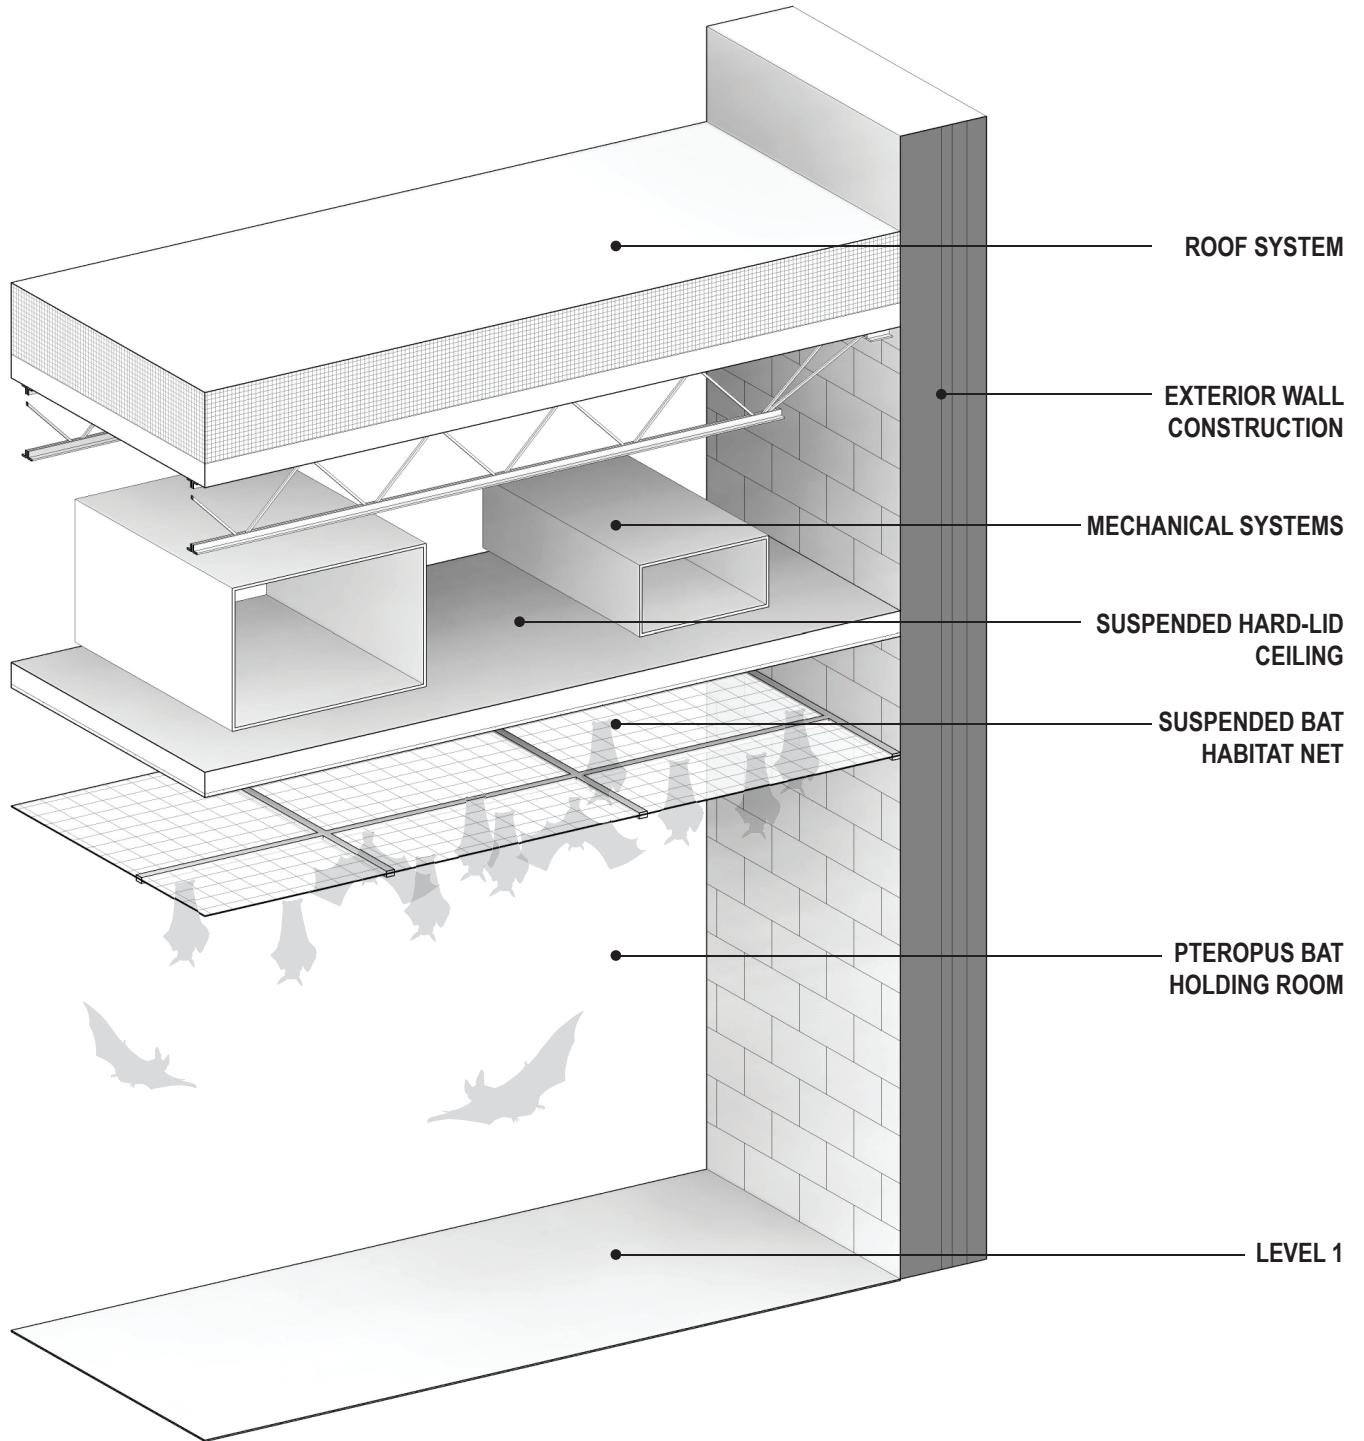 ROOF SYSTEM
EXTERIOR WALL
CONSTRUCTION
MECHANICAL SYSTEMS
SUSPENDED HARD-LID
CEILING
SUSPENDED BAT
HABITAT NET
PTEROPUS BAT
HOLDING ROOM
LEVEL 1